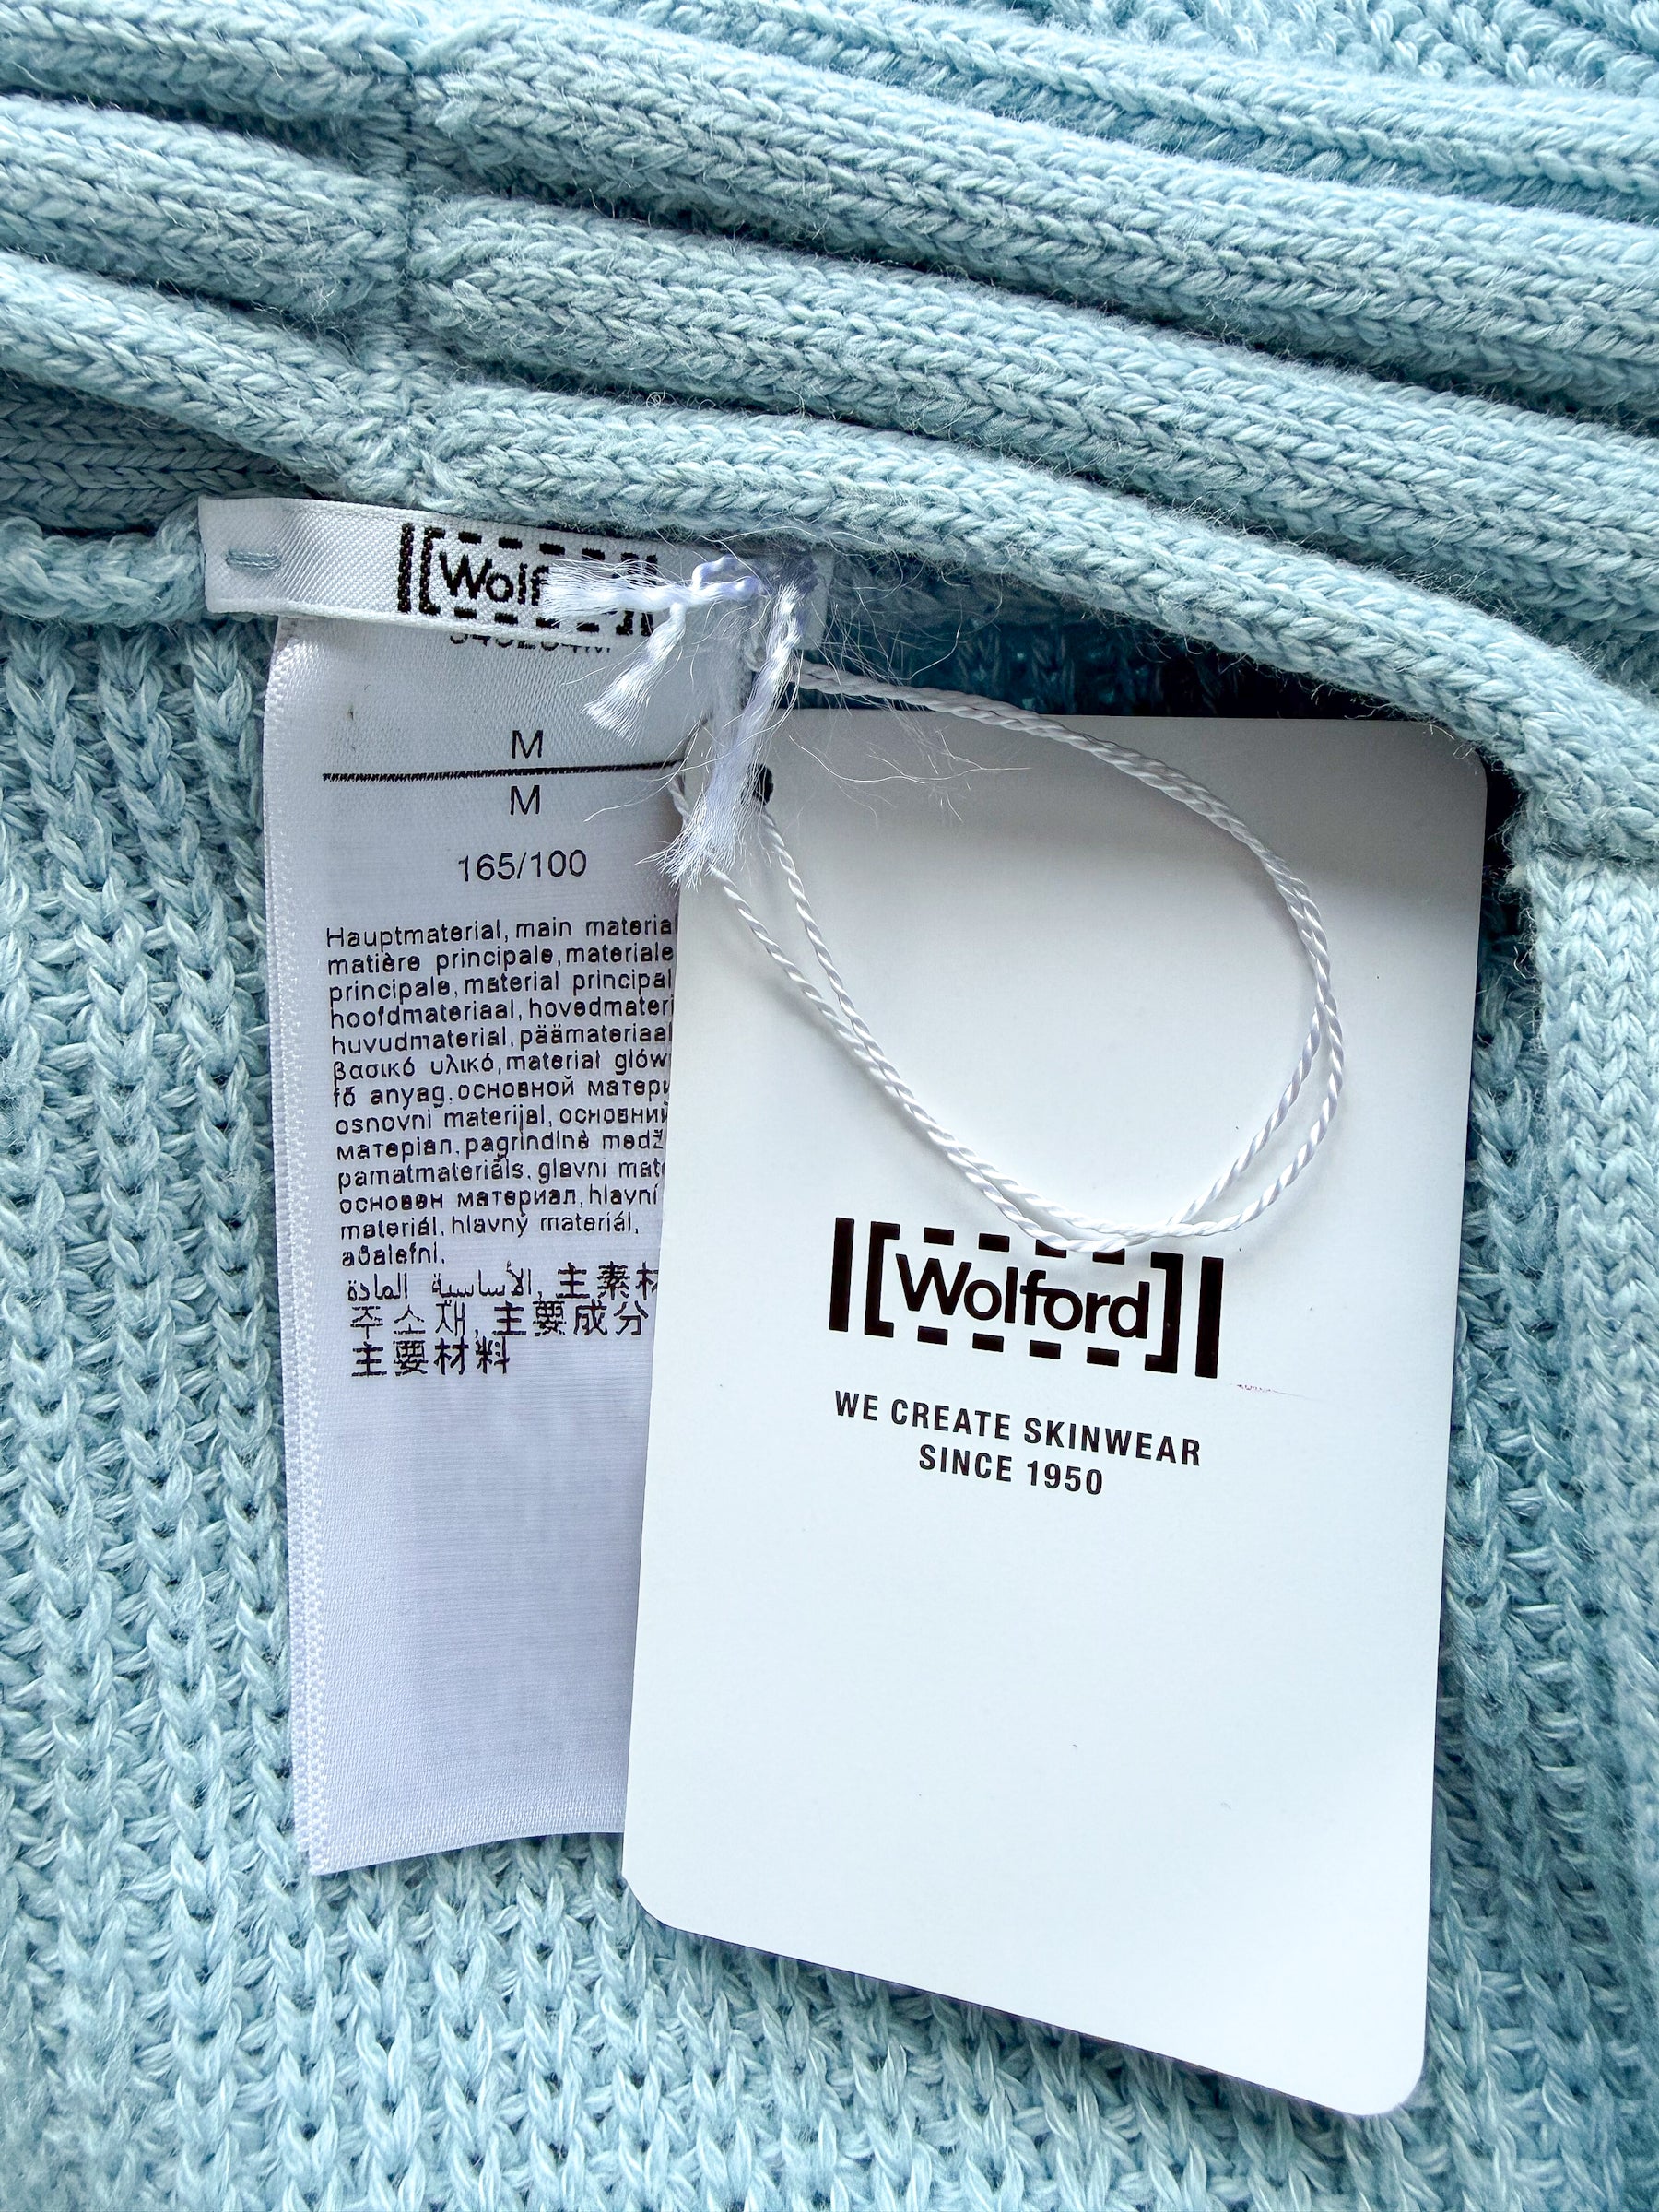 M
M
165/100
Hauptmaterial, main material
matière principale, materiale
principale, material principal
hoofdmateriaal, hovedmateri
huvudmaterial, päämateriaal
βασικό υλικό, materiał głów
fő anyag, основной матери
osnovni materijal, основний
матеріал, pagrindinė medž
pamatmateriāls, glavni mate
основен материал, hlavní
materiál, hlavný materiál,
aðalefni,
المادة الأساسية, 主素材
주소재, 主要成分
主要材料
Wolford
WE CREATE SKINWEAR
SINCE 1950